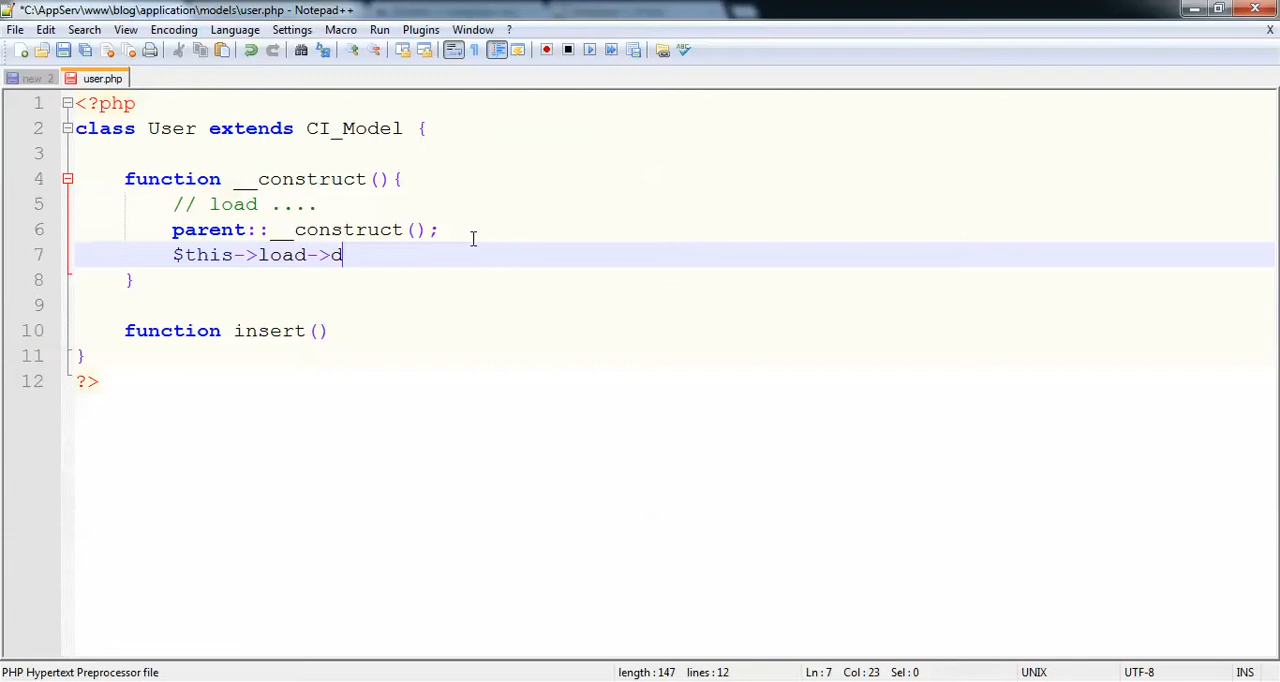 *C:\AppServ\www\blog\application\models\user.php - Notepad++
File Edit Search View Encoding Language Settings Macro Run Plugins Window ? X
new 2 user.php
1 <?php
2 class User extends CI_Model {
3
4 function __construct(){
5 // load ....
6 parent::__construct();
7 $this->load->d
8 }
9
10 function insert()
11 }
12 ?>
PHP Hypertext Preprocessor file length : 147 lines : 12 Ln : 7 Col : 23 Sel : 0 UNIX UTF-8 INS